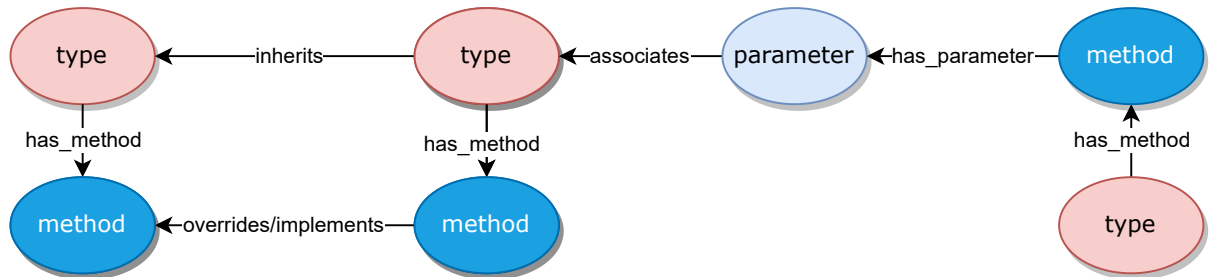 type inherits type associates parameter has_parameter method
has_method has_method has_method
method overrides/implements method type